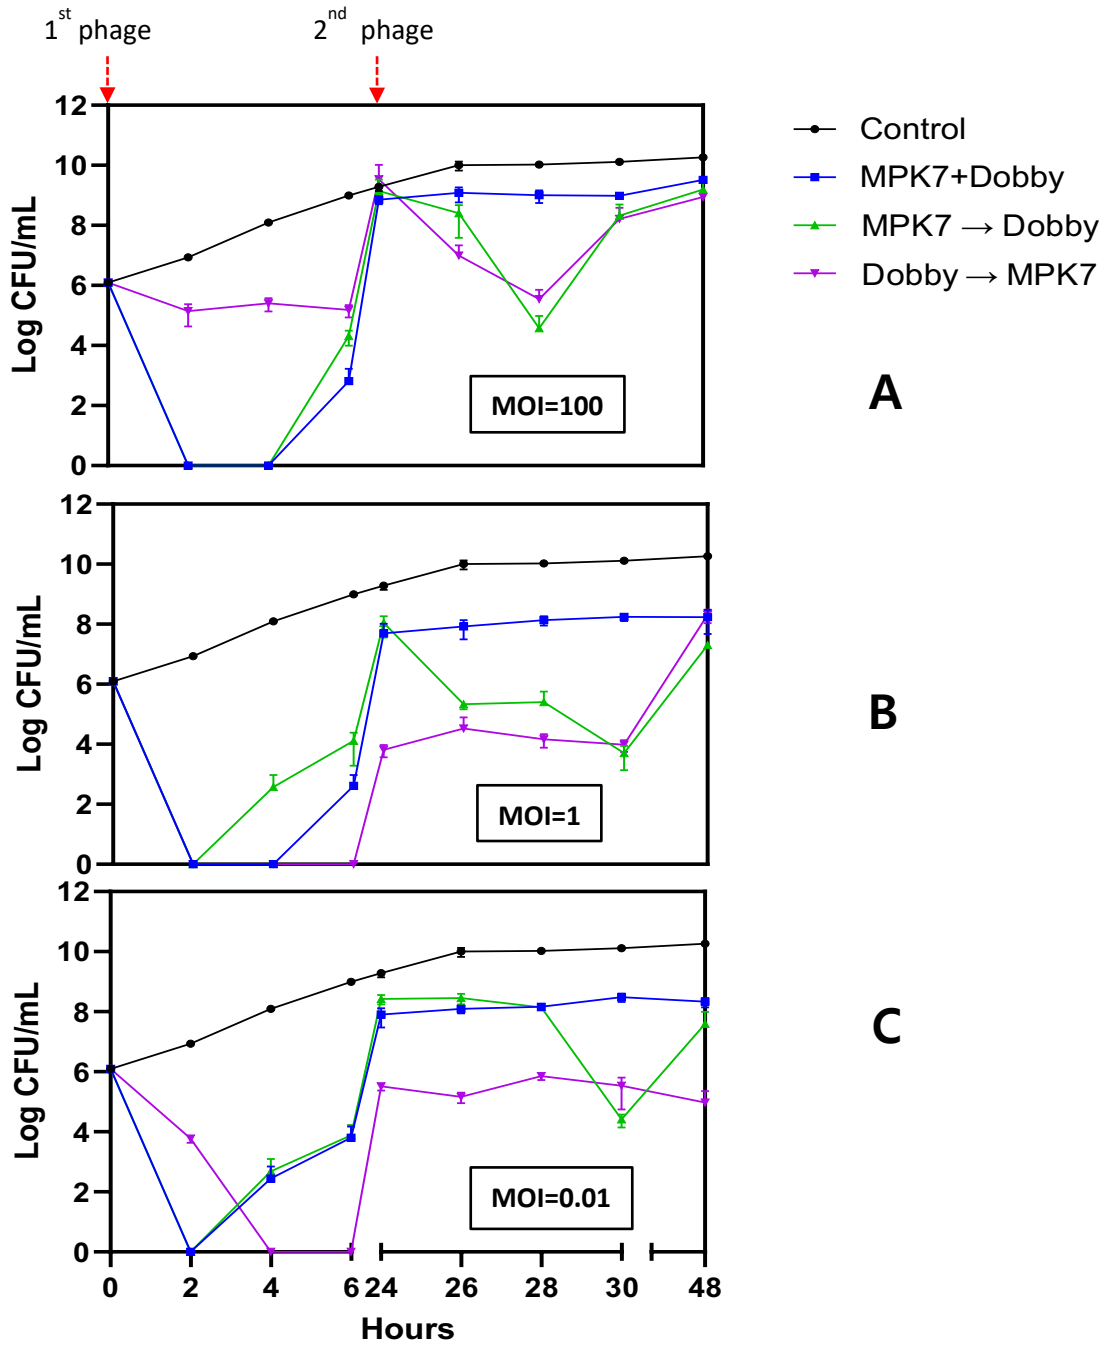 1st phage
2nd phage
12
10
8
6
4
2
0
Log CFU/mL
MOI=100
Control
MPK7+Dobby
MPK7 → Dobby
Dobby → MPK7
A
12
10
8
6
4
2
0
Log CFU/mL
MOI=1
B
12
10
8
6
4
2
0
Log CFU/mL
MOI=0.01
C
0 2 4 6 24 26 28 30 48
Hours